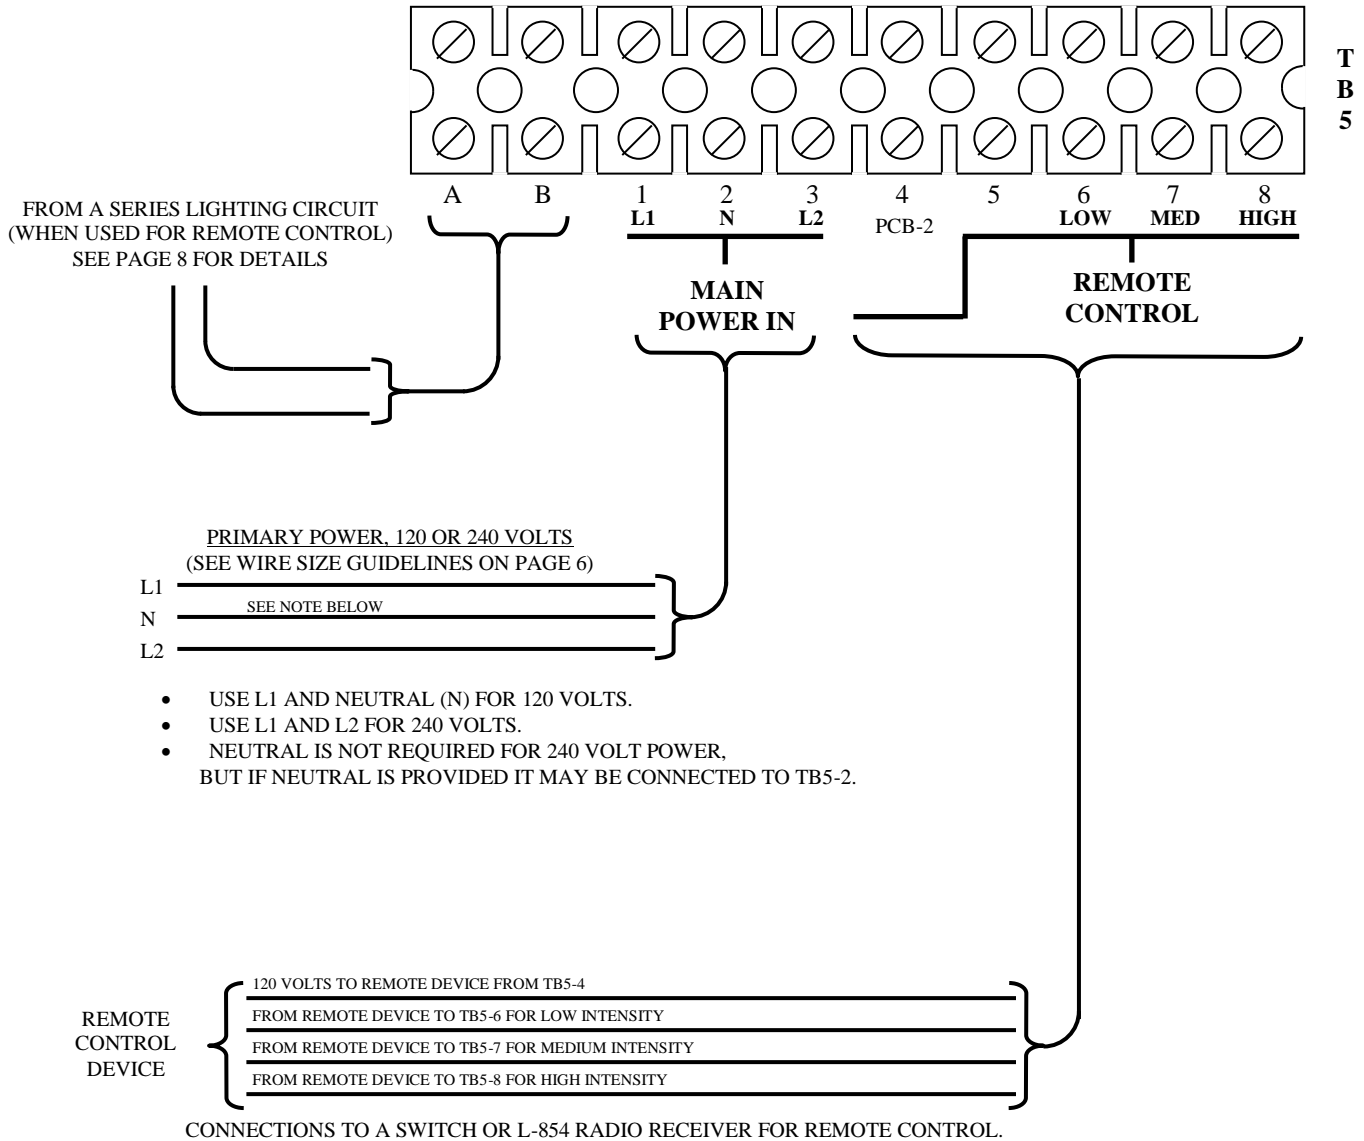 T
B
5
A B 1 2 3 4 5 6 7 8
L1 N L2 PCB-2 LOW MED HIGH
FROM A SERIES LIGHTING CIRCUIT
(WHEN USED FOR REMOTE CONTROL)
SEE PAGE 8 FOR DETAILS
MAIN
POWER IN
REMOTE
CONTROL
PRIMARY POWER, 120 OR 240 VOLTS
(SEE WIRE SIZE GUIDELINES ON PAGE 6)
L1
N SEE NOTE BELOW
L2
• USE L1 AND NEUTRAL (N) FOR 120 VOLTS.
• USE L1 AND L2 FOR 240 VOLTS.
• NEUTRAL IS NOT REQUIRED FOR 240 VOLT POWER,
BUT IF NEUTRAL IS PROVIDED IT MAY BE CONNECTED TO TB5-2.
REMOTE
CONTROL
DEVICE
120 VOLTS TO REMOTE DEVICE FROM TB5-4
FROM REMOTE DEVICE TO TB5-6 FOR LOW INTENSITY
FROM REMOTE DEVICE TO TB5-7 FOR MEDIUM INTENSITY
FROM REMOTE DEVICE TO TB5-8 FOR HIGH INTENSITY
CONNECTIONS TO A SWITCH OR L-854 RADIO RECEIVER FOR REMOTE CONTROL.